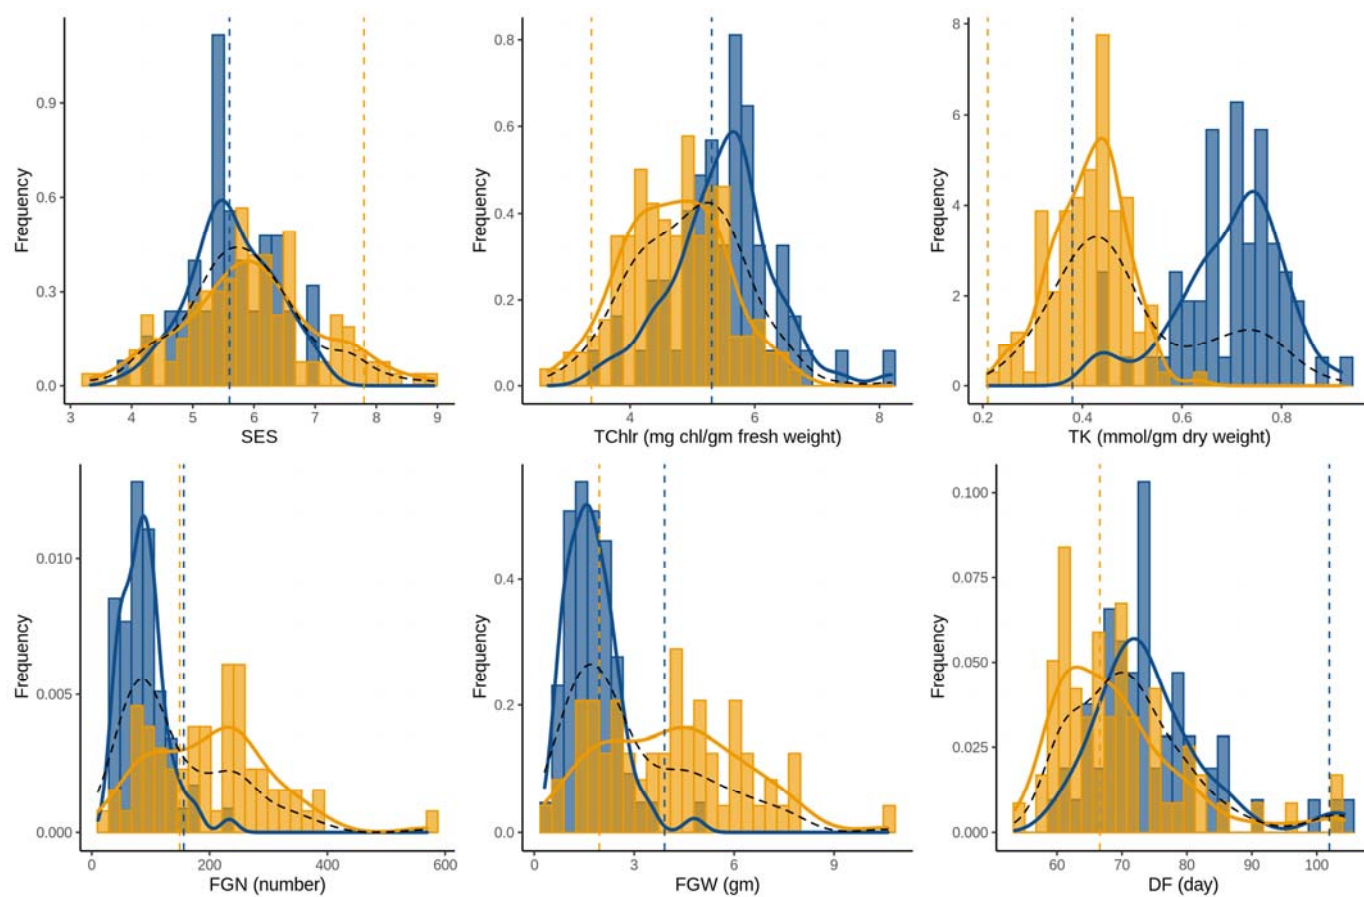 Frequency
0.9
0.6
0.3
0.0
3 4 5 6 7 8 9
SES
Frequency
0.8
0.6
0.4
0.2
0.0
4 6 8
TChlr (mg chl/gm fresh weight)
Frequency
8
6
4
2
0
0.2 0.4 0.6 0.8
TK (mmol/gm dry weight)
Frequency
0.010
0.005
0.000
0 200 400 600
FGN (number)
Frequency
0.4
0.2
0.0
0 3 6 9
FGW (gm)
Frequency
0.100
0.075
0.050
0.025
0.000
60 70 80 90 100
DF (day)